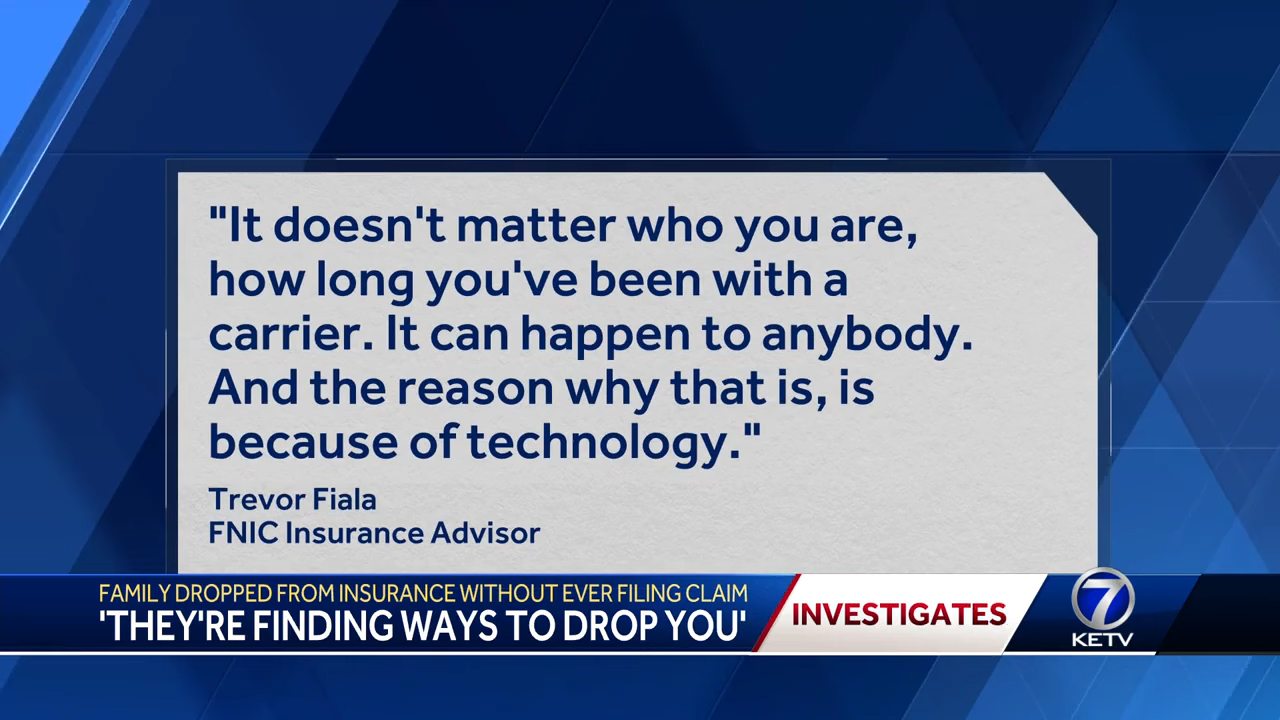 "It doesn't matter who you are,
how long you've been with a
carrier. It can happen to anybody.
And the reason why that is, is
because of technology."
Trevor Fiala
FNIC Insurance Advisor
FAMILY DROPPED FROM INSURANCE WITHOUT EVER FILING CLAIM
'THEY'RE FINDING WAYS TO DROP YOU'
INVESTIGATES
7
KETV